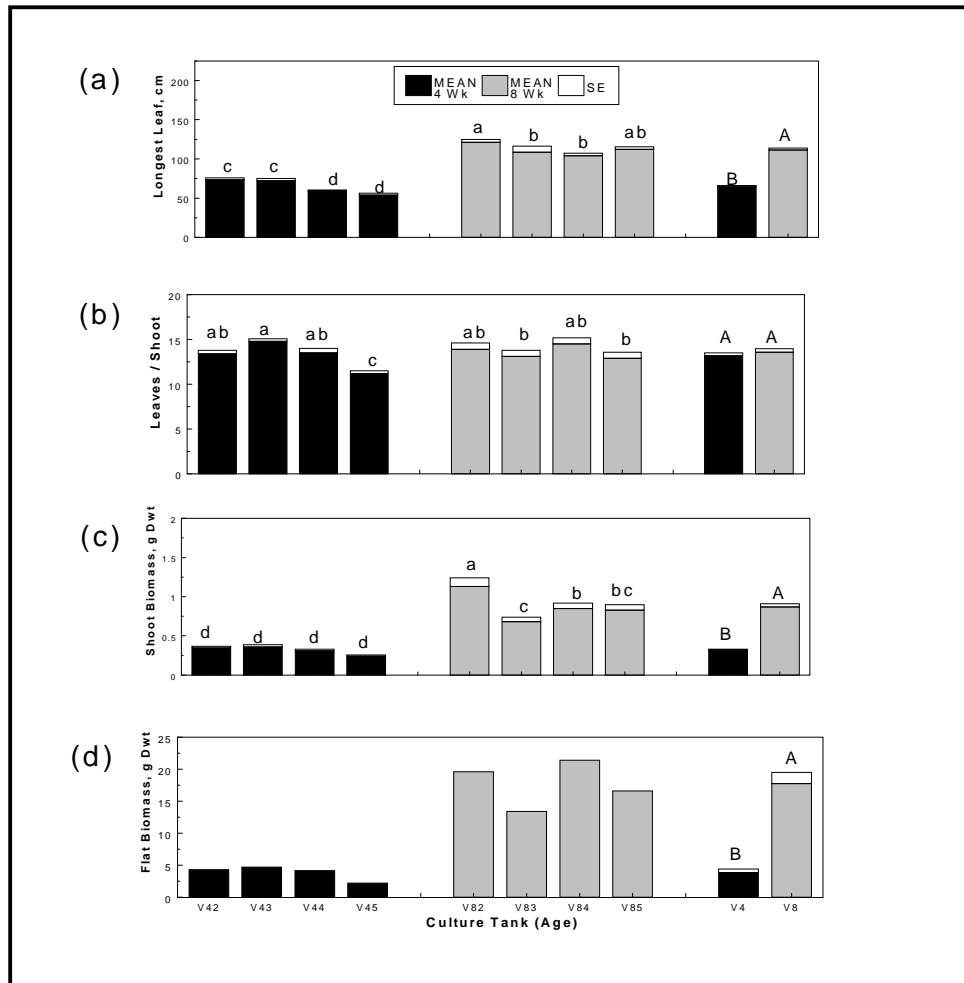 (a)
Longest Leaf, cm
200
150
100
50
0
MEAN 4 Wk
MEAN 8 Wk
SE
c c d d a b b ab B A
(b)
Leaves / Shoot
20
15
10
5
0
ab a ab c ab b ab b A A
(c)
Shoot Biomass, g Dwt
2
1.5
1
0.5
0
d d d d a c b bc B A
(d)
Flat Biomass, g Dwt
25
20
15
10
5
0
B A
V42 V43 V44 V45 V82 V83 V84 V85 V4 V8
Culture Tank (Age)